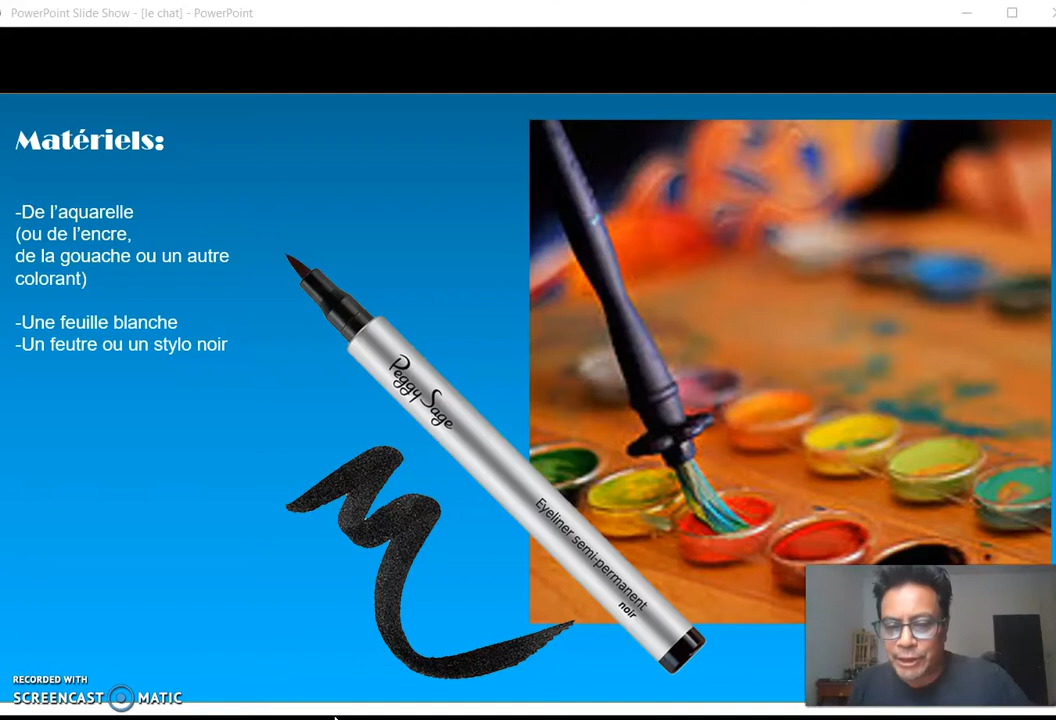 PowerPoint Slide Show - [le chat] - PowerPoint
Matériels:
-De l'aquarelle
(ou de l'encre,
de la gouache ou un autre
colorant)
-Une feuille blanche
-Un feutre ou un stylo noir
Peggy Sage
Eyeliner semi-permanent
noir
RECORDED WITH
SCREENCAST MATIC